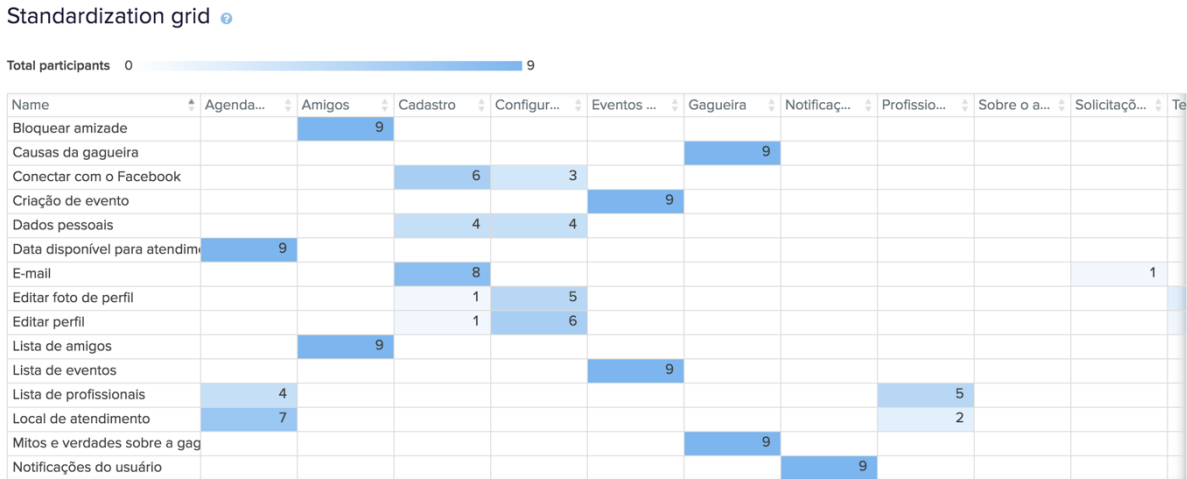 Standardization grid ?
Total participants 0 9
Name Agenda... Amigos Cadastro Configur... Eventos ... Gagueira Notificaç... Profissio... Sobre o a... Solicitaçõ... Te
Bloquear amizade 9
Causas da gagueira 9
Conectar com o Facebook 6 3
Criação de evento 9
Dados pessoais 4 4
Data disponível para atendim 9
E-mail 8 1
Editar foto de perfil 1 5
Editar perfil 1 6
Lista de amigos 9
Lista de eventos 9
Lista de profissionais 4 5
Local de atendimento 7 2
Mitos e verdades sobre a gag 9
Notificações do usuário 9